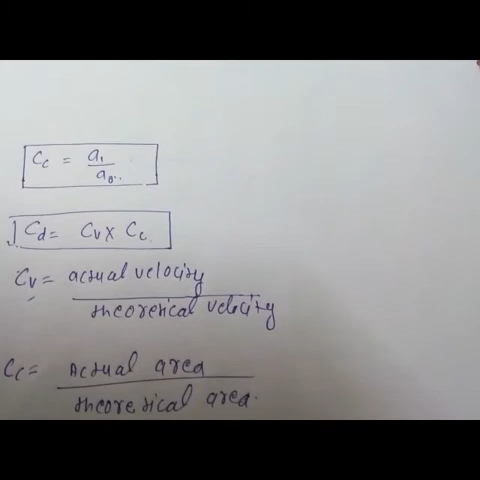 Cc = a1/a0..
Cd = Cv x Cc.
Cv = actual velocity
theoretical velocity
Cc = Actual area
theoretical area.